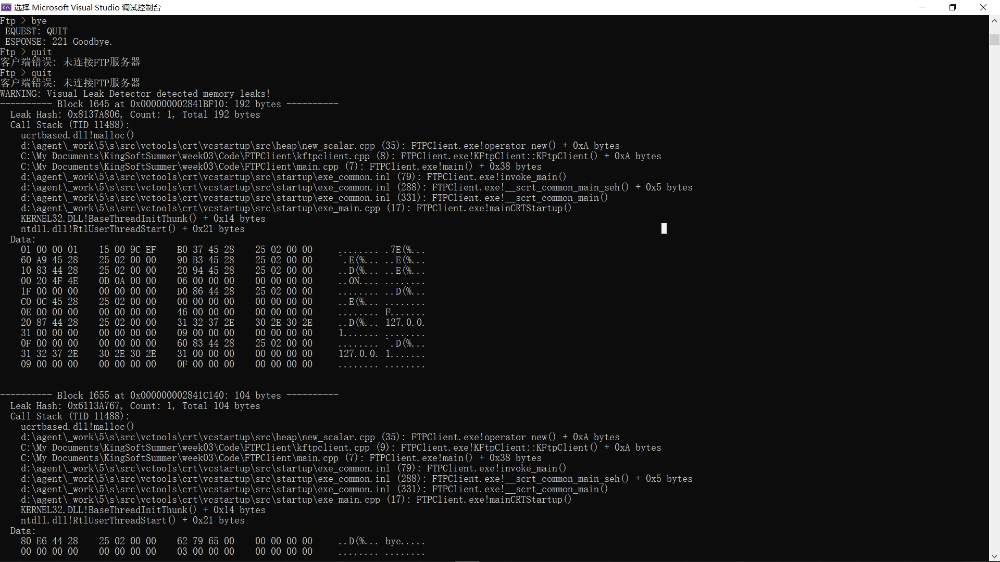 选择 Microsoft Visual Studio 调试控制台
Ftp > bye
EQUEST: QUIT
ESPONSE: 221 Goodbye.
Ftp > quit
客户端错误: 未连接FTP服务器
Ftp > quit
客户端错误: 未连接FTP服务器
WARNING: Visual Leak Detector detected memory leaks!
---------- Block 1645 at 0x000000002841BF10: 192 bytes ----------
  Leak Hash: 0x8137A806, Count: 1, Total 192 bytes
  Call Stack (TID 11488):
    ucrtbased.dll!malloc()
    d:\agent\_work\5\s\src\vctools\crt\vcstartup\src\heap\new_scalar.cpp (35): FTPClient.exe!operator new() + 0xA bytes
    C:\My Documents\KingSoftSummer\week03\Code\FTPClient\kftpclient.cpp (8): FTPClient.exe!KFtpClient::KFtpClient() + 0xA bytes
    C:\My Documents\KingSoftSummer\week03\Code\FTPClient\main.cpp (7): FTPClient.exe!main() + 0x38 bytes
    d:\agent\_work\5\s\src\vctools\crt\vcstartup\src\startup\exe_common.inl (79): FTPClient.exe!invoke_main()
    d:\agent\_work\5\s\src\vctools\crt\vcstartup\src\startup\exe_common.inl (288): FTPClient.exe!__scrt_common_main_seh() + 0x5 bytes
    d:\agent\_work\5\s\src\vctools\crt\vcstartup\src\startup\exe_common.inl (331): FTPClient.exe!__scrt_common_main()
    d:\agent\_work\5\s\src\vctools\crt\vcstartup\src\startup\exe_main.cpp (17): FTPClient.exe!mainCRTStartup()
    KERNEL32.DLL!BaseThreadInitThunk() + 0x14 bytes
    ntdll.dll!RtlUserThreadStart() + 0x21 bytes
  Data:
    01 00 00 01    15 00 9C EF    B0 37 45 28    25 02 00 00     ........ .7E(%...
    60 A9 45 28    25 02 00 00    90 B3 45 28    25 02 00 00     `.E(%... ..E(%...
    10 83 44 28    25 02 00 00    20 94 45 28    25 02 00 00     ..D(%... ..E(%...
    00 20 4F 4E    0D 0A 00 00    06 00 00 00    00 00 00 00     ..ON.... ........
    1F 00 00 00    00 00 00 00    D0 86 44 28    25 02 00 00     ........ ..D(%...
    C0 0C 45 28    25 02 00 00    00 00 00 00    00 00 00 00     ..E(%... ........
    0E 00 00 00    00 00 00 00    46 00 00 00    00 00 00 00     ........ F.......
    20 87 44 28    25 02 00 00    31 32 37 2E    30 2E 30 2E     ..D(%... 127.0.0.
    31 00 00 00    00 00 00 00    09 00 00 00    00 00 00 00     1....... ........
    0F 00 00 00    00 00 00 00    60 83 44 28    25 02 00 00     ........ `.D(%...
    31 32 37 2E    30 2E 30 2E    31 00 00 00    00 00 00 00     127.0.0. 1.......
    09 00 00 00    00 00 00 00    0F 00 00 00    00 00 00 00     ........ ........
---------- Block 1655 at 0x000000002841C140: 104 bytes ----------
  Leak Hash: 0x6113A767, Count: 1, Total 104 bytes
  Call Stack (TID 11488):
    ucrtbased.dll!malloc()
    d:\agent\_work\5\s\src\vctools\crt\vcstartup\src\heap\new_scalar.cpp (35): FTPClient.exe!operator new() + 0xA bytes
    C:\My Documents\KingSoftSummer\week03\Code\FTPClient\kftpclient.cpp (9): FTPClient.exe!KFtpClient::KFtpClient() + 0xA bytes
    C:\My Documents\KingSoftSummer\week03\Code\FTPClient\main.cpp (7): FTPClient.exe!main() + 0x38 bytes
    d:\agent\_work\5\s\src\vctools\crt\vcstartup\src\startup\exe_common.inl (79): FTPClient.exe!invoke_main()
    d:\agent\_work\5\s\src\vctools\crt\vcstartup\src\startup\exe_common.inl (288): FTPClient.exe!__scrt_common_main_seh() + 0x5 bytes
    d:\agent\_work\5\s\src\vctools\crt\vcstartup\src\startup\exe_common.inl (331): FTPClient.exe!__scrt_common_main()
    d:\agent\_work\5\s\src\vctools\crt\vcstartup\src\startup\exe_main.cpp (17): FTPClient.exe!mainCRTStartup()
    KERNEL32.DLL!BaseThreadInitThunk() + 0x14 bytes
    ntdll.dll!RtlUserThreadStart() + 0x21 bytes
  Data:
    80 E6 44 28    25 02 00 00    62 79 65 00    00 00 00 00     ..D(%... bye.....
    00 00 00 00    00 00 00 00    03 00 00 00    00 00 00 00     ........ ........